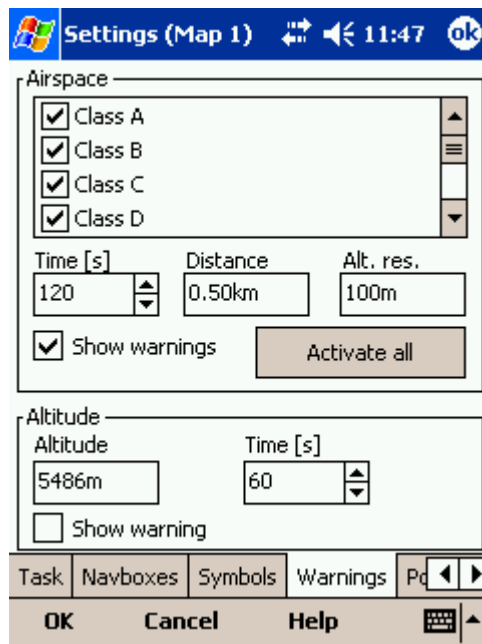 Settings (Map 1) 11:47 ok
Airspace
Class A
Class B
Class C
Class D
Time [s] Distance Alt. res.
120 0.50km 100m
Show warnings Activate all
Altitude
Altitude Time [s]
5486m 60
Show warning
Task Navboxes Symbols Warnings
OK Cancel Help